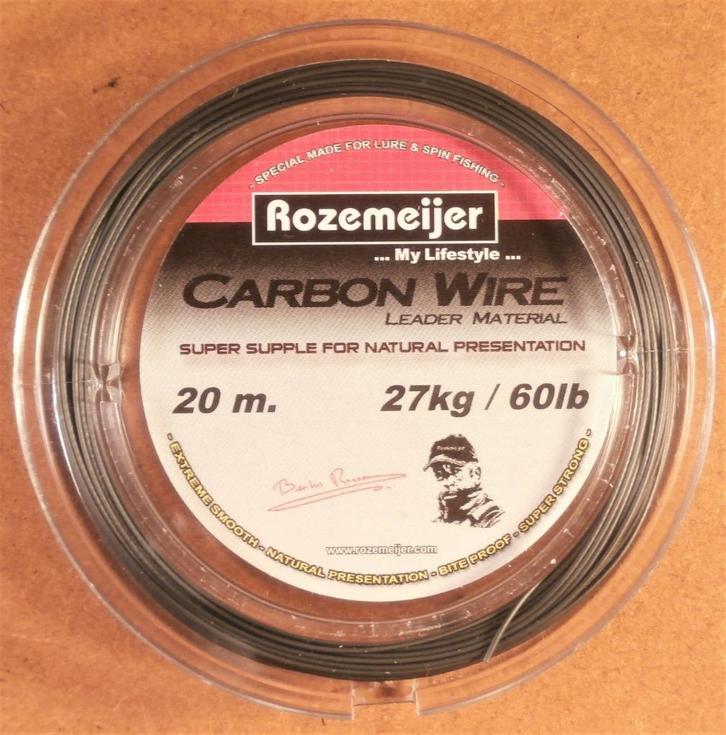 - SPECIAL MADE FOR LURE & SPIN FISHING -
Rozemeijer
... My Lifestyle ...
CARBON WIRE
LEADER MATERIAL
SUPER SUPPLE FOR NATURAL PRESENTATION
20 m. 27kg / 60lb
www.rozemeijer.com
- EXTREME SMOOTH - NATURAL PRESENTATION - BITE PROOF - SUPER STRONG -